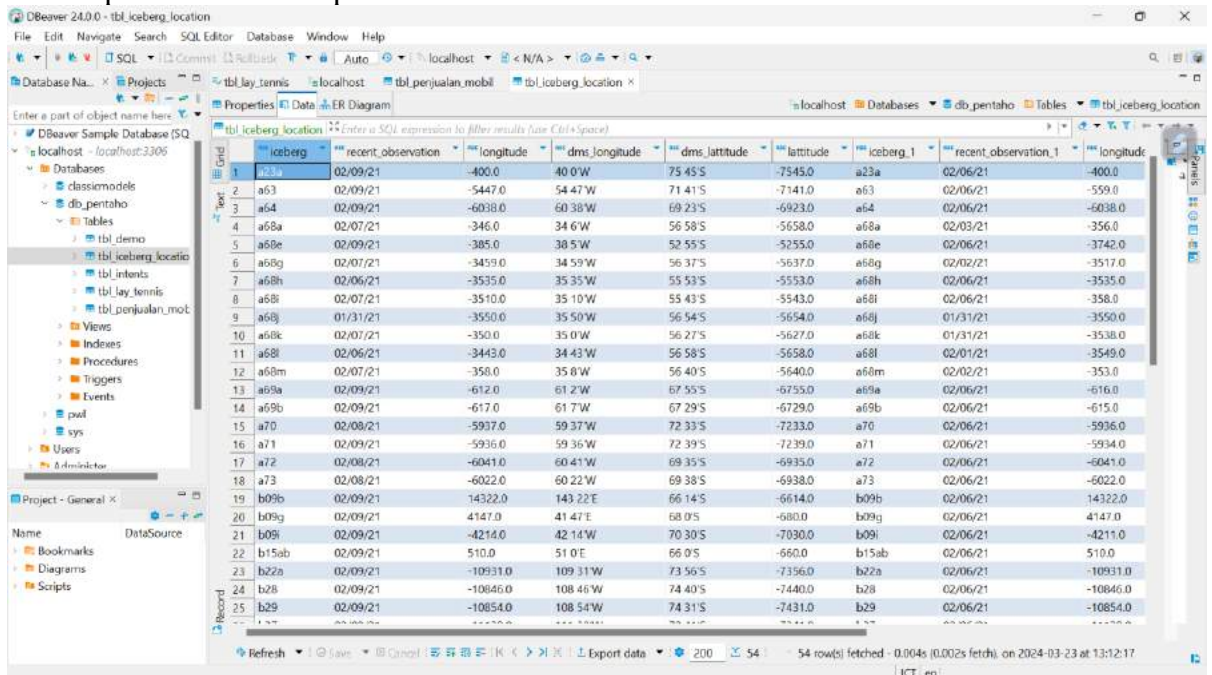 DBeaver 24.0.0 - tbl_iceberg_location
File Edit Navigate Search SQL Editor Database Window Help
SQL Commit Rollback Auto localhost < N/A >
Database Na... Projects tbl_lay_tennis localhost tbl_penjualan_mobil tbl_iceberg_location
Properties Data ER Diagram localhost Databases db_pentaho Tables tbl_iceberg_location
Enter a part of object name here
tbl_iceberg_location Enter a SQL expression to filter results (use Ctrl+Space)
DBeaver Sample Database (SQ
localhost - localhost:3306
Databases
classicmodels
db_pentaho
Tables
tbl_demo
tbl_iceberg_locatio
tbl_intents
tbl_lay_tennis
tbl_penjualan_mot
Views
Indexes
Procedures
Triggers
Events
pwl
sys
Users
Administer
Project - General
Name DataSource
Bookmarks
Diagrams
Scripts
Grid
Text
Record
Panels
iceberg recent_observation longitude dms_longitude dms_lattitude lattitude iceberg_1 recent_observation_1 longitude
1 a23a 02/09/21 -400.0 40 0'W 75 45'S -7545.0 a23a 02/06/21 -400.0
2 a63 02/09/21 -5447.0 54 47'W 71 41'S -7141.0 a63 02/06/21 -559.0
3 a64 02/09/21 -6038.0 60 38'W 69 23'S -6923.0 a64 02/06/21 -6038.0
4 a68a 02/07/21 -346.0 34 6'W 56 58'S -5658.0 a68a 02/03/21 -356.0
5 a68e 02/09/21 -385.0 38 5'W 52 55'S -5255.0 a68e 02/06/21 -3742.0
6 a68g 02/07/21 -3459.0 34 59'W 56 37'S -5637.0 a68g 02/02/21 -3517.0
7 a68h 02/06/21 -3535.0 35 35'W 55 53'S -5553.0 a68h 02/06/21 -3535.0
8 a68i 02/07/21 -3510.0 35 10'W 55 43'S -5543.0 a68i 02/06/21 -358.0
9 a68j 01/31/21 -3550.0 35 50'W 56 54'S -5654.0 a68j 01/31/21 -3550.0
10 a68k 02/07/21 -350.0 35 0'W 56 27'S -5627.0 a68k 01/31/21 -3538.0
11 a68l 02/06/21 -3443.0 34 43'W 56 58'S -5658.0 a68l 02/01/21 -3549.0
12 a68m 02/07/21 -358.0 35 8'W 56 40'S -5640.0 a68m 02/02/21 -353.0
13 a69a 02/09/21 -612.0 61 2'W 67 55'S -6755.0 a69a 02/06/21 -616.0
14 a69b 02/09/21 -617.0 61 7'W 67 29'S -6729.0 a69b 02/06/21 -615.0
15 a70 02/08/21 -5937.0 59 37'W 72 33'S -7233.0 a70 02/06/21 -5936.0
16 a71 02/09/21 -5936.0 59 36'W 72 39'S -7239.0 a71 02/06/21 -5934.0
17 a72 02/08/21 -6041.0 60 41'W 69 35'S -6935.0 a72 02/06/21 -6041.0
18 a73 02/08/21 -6022.0 60 22'W 69 38'S -6938.0 a73 02/06/21 -6022.0
19 b09b 02/09/21 14322.0 143 22'E 66 14'S -6614.0 b09b 02/06/21 14322.0
20 b09g 02/09/21 4147.0 41 47'E 68 0'S -680.0 b09g 02/06/21 4147.0
21 b09i 02/09/21 -4214.0 42 14'W 70 30'S -7030.0 b09i 02/06/21 -4211.0
22 b15ab 02/09/21 510.0 51 0'E 66 0'S -660.0 b15ab 02/06/21 510.0
23 b22a 02/09/21 -10931.0 109 31'W 73 56'S -7356.0 b22a 02/06/21 -10931.0
24 b28 02/09/21 -10846.0 108 46'W 74 40'S -7440.0 b28 02/06/21 -10846.0
25 b29 02/09/21 -10854.0 108 54'W 74 31'S -7431.0 b29 02/06/21 -10854.0
Refresh Save Cancel Export data 200 54 54 row(s) fetched - 0.004s (0.002s fetch), on 2024-03-23 at 13:12:17
ICT en